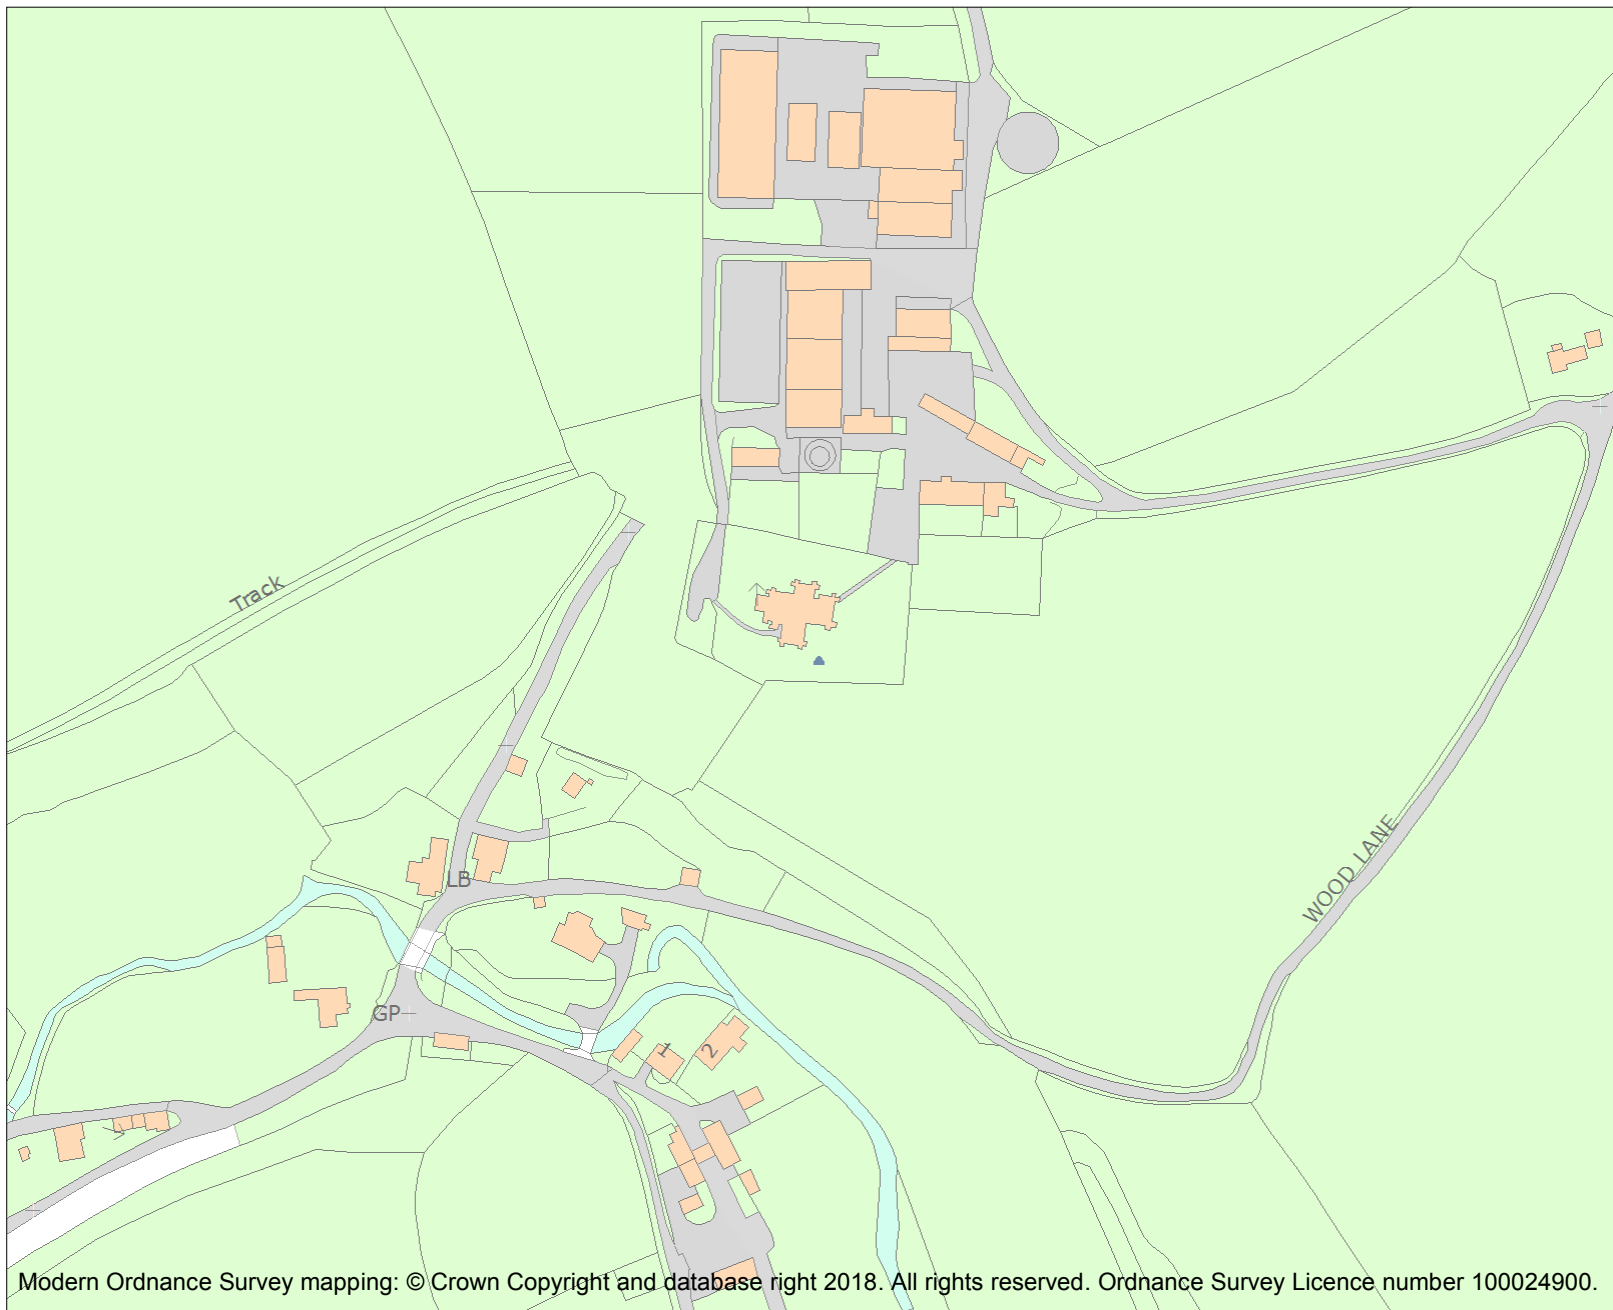 Track
WOOD LANE
LB
GP
1
2
Modern Ordnance Survey mapping: © Crown Copyright and database right 2018. All rights reserved. Ordnance Survey Licence number 100024900.